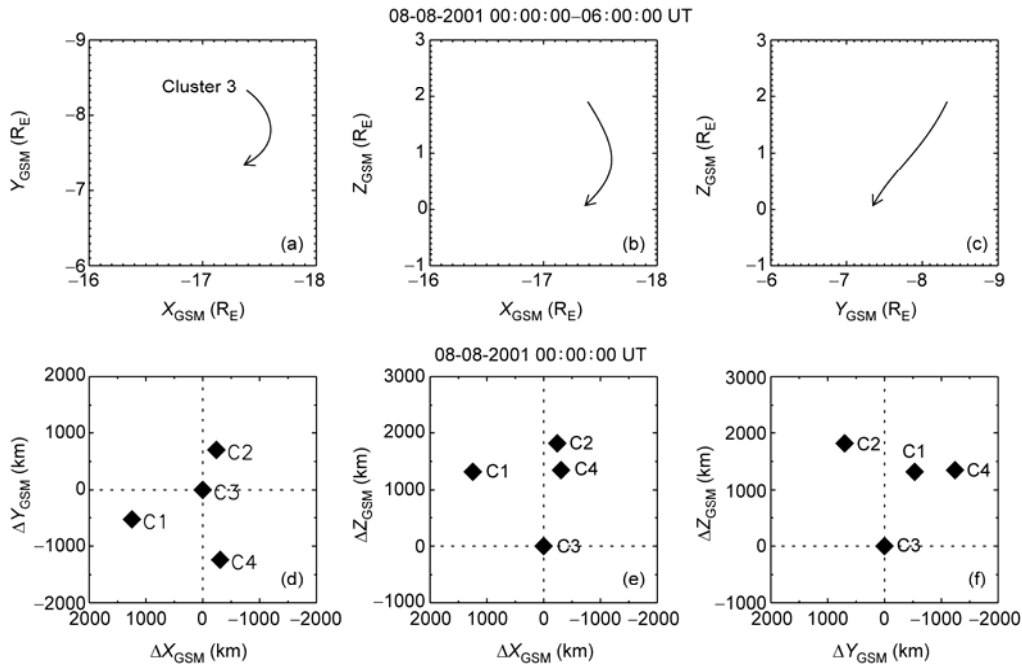 08-08-2001 00:00:00–06:00:00 UT
−9
−8
−7
−6
Y_GSM (R_E)
Cluster 3
(a)
−16
−17
−18
X_GSM (R_E)
3
2
1
0
−1
Z_GSM (R_E)
(b)
−16
−17
−18
X_GSM (R_E)
3
2
1
0
−1
Z_GSM (R_E)
(c)
−6
−7
−8
−9
Y_GSM (R_E)
08-08-2001 00:00:00 UT
2000
1000
0
−1000
−2000
ΔY_GSM (km)
C2
C3
C1
C4
(d)
2000
1000
0
−1000
−2000
ΔX_GSM (km)
3000
2000
1000
0
−1000
ΔZ_GSM (km)
C2
C1
C4
C3
(e)
2000
1000
0
−1000
−2000
ΔX_GSM (km)
3000
2000
1000
0
−1000
ΔZ_GSM (km)
C2
C1
C4
C3
(f)
2000
1000
0
−1000
−2000
ΔY_GSM (km)